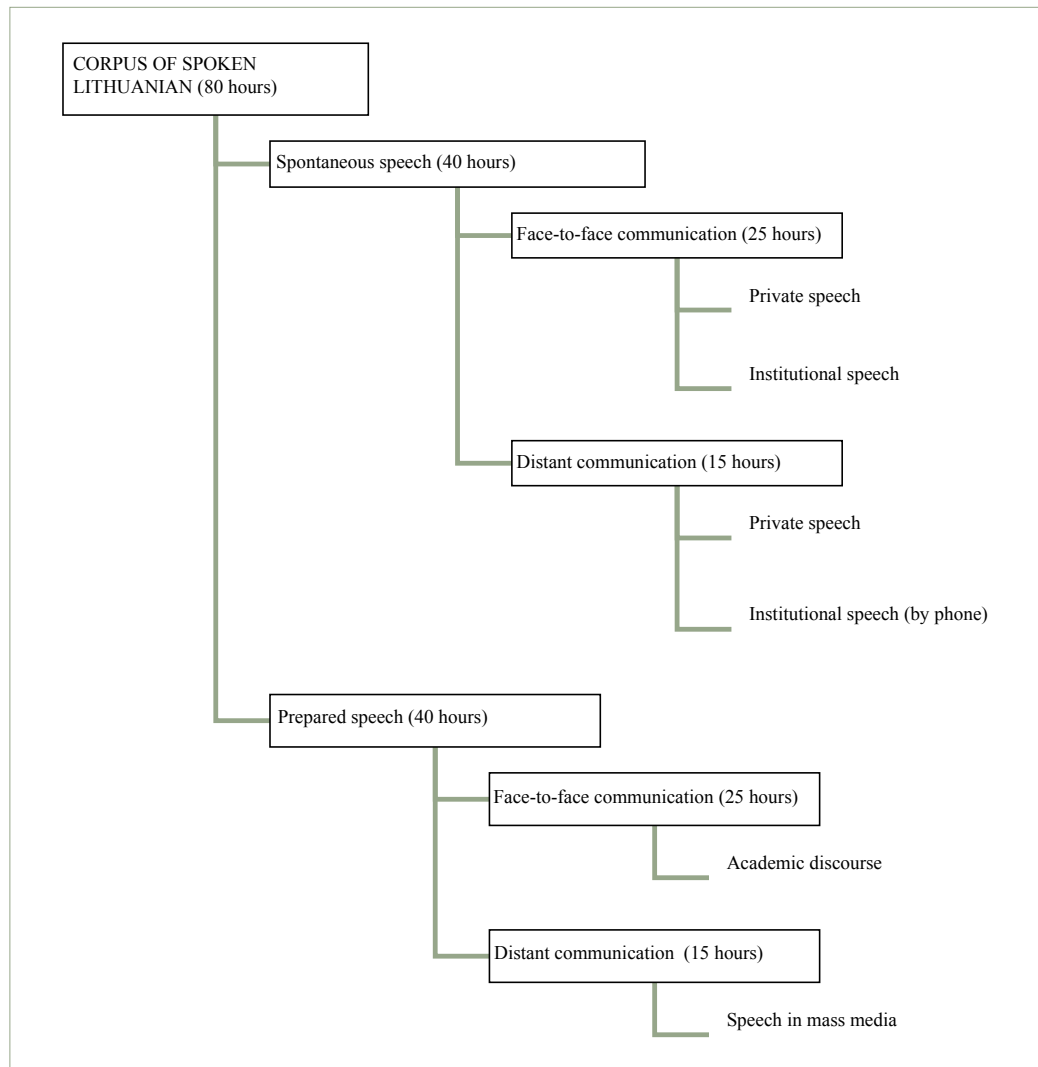 CORPUS OF SPOKEN
LITHUANIAN (80 hours)
Spontaneous speech (40 hours)
Face-to-face communication (25 hours)
Private speech
Institutional speech
Distant communication (15 hours)
Private speech
Institutional speech (by phone)
Prepared speech (40 hours)
Face-to-face communication (25 hours)
Academic discourse
Distant communication (15 hours)
Speech in mass media